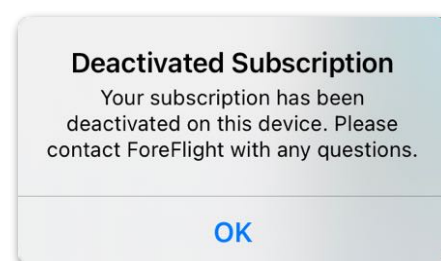 Deactivated Subscription
Your subscription has been
deactivated on this device. Please
contact ForeFlight with any questions.
OK